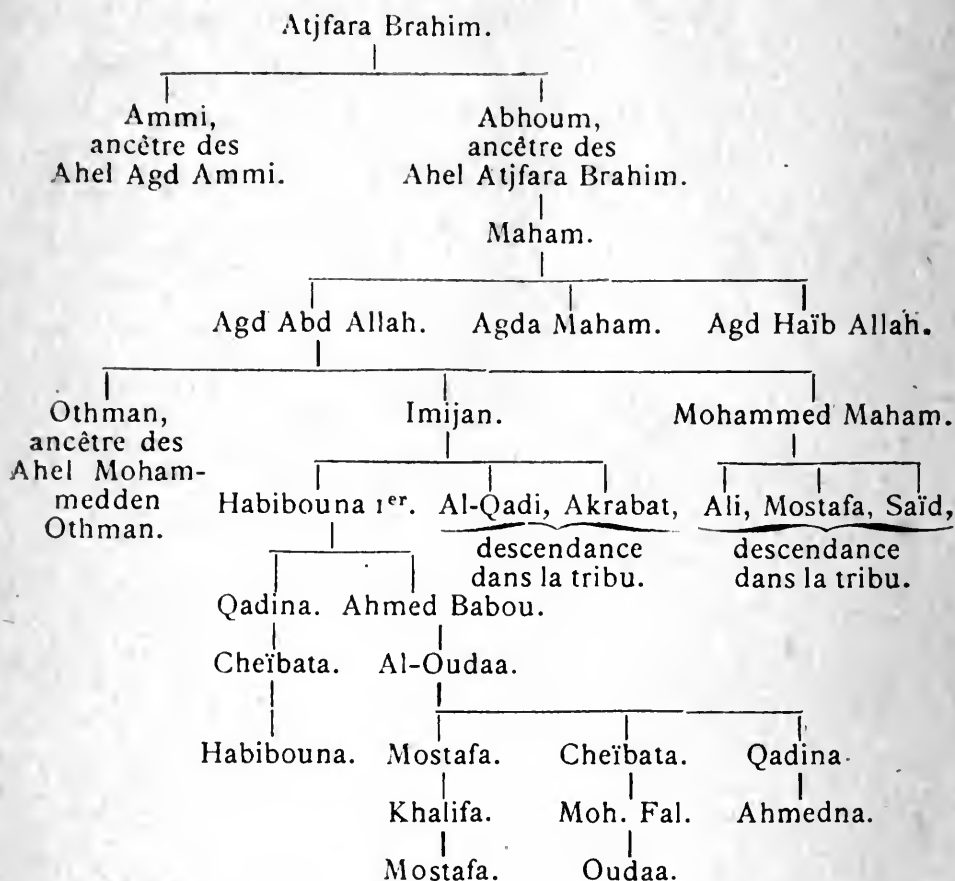 Atjfara Brahim.
Ammi, Abhoum,
ancêtre des ancêtre des
Ahel Agd Ammi. Ahel Atjfara Brahim.
Maham.
Agd Abd Allah. Agda Maham. Agd Haïb Allah.
Othman, Imijan. Mohammed Maham.
ancêtre des
Ahel Moham-
medden
Othman.
Habibouna 1er. Al-Qadi, Akrabat, Ali, Mostafa, Saïd,
descendance descendance
dans la tribu. dans la tribu.
Qadina. Ahmed Babou.
Cheïbata. Al-Oudaa.
Habibouna. Mostafa. Cheïbata. Qadina.
Khalifa. Moh. Fal. Ahmedna.
Mostafa. Oudaa.